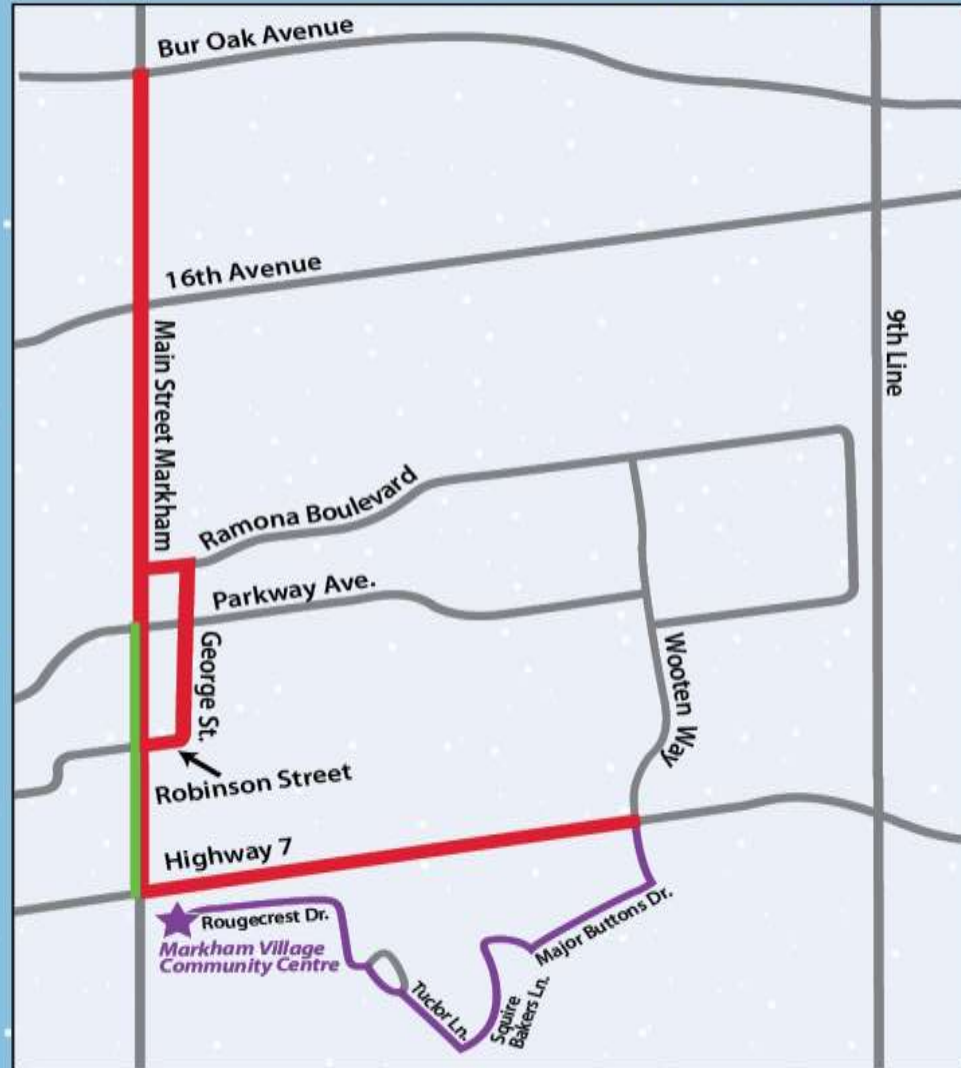 Bur Oak Avenue
16th Avenue
Main Street Markham
9th Line
Ramona Boulevard
Parkway Ave.
George St.
Wooten Way
Robinson Street
Highway 7
Rougecrest Dr.
Markham Village
Community Centre
Major Buttons Dr.
Tuclor Ln.
Squire
Bakers Ln.